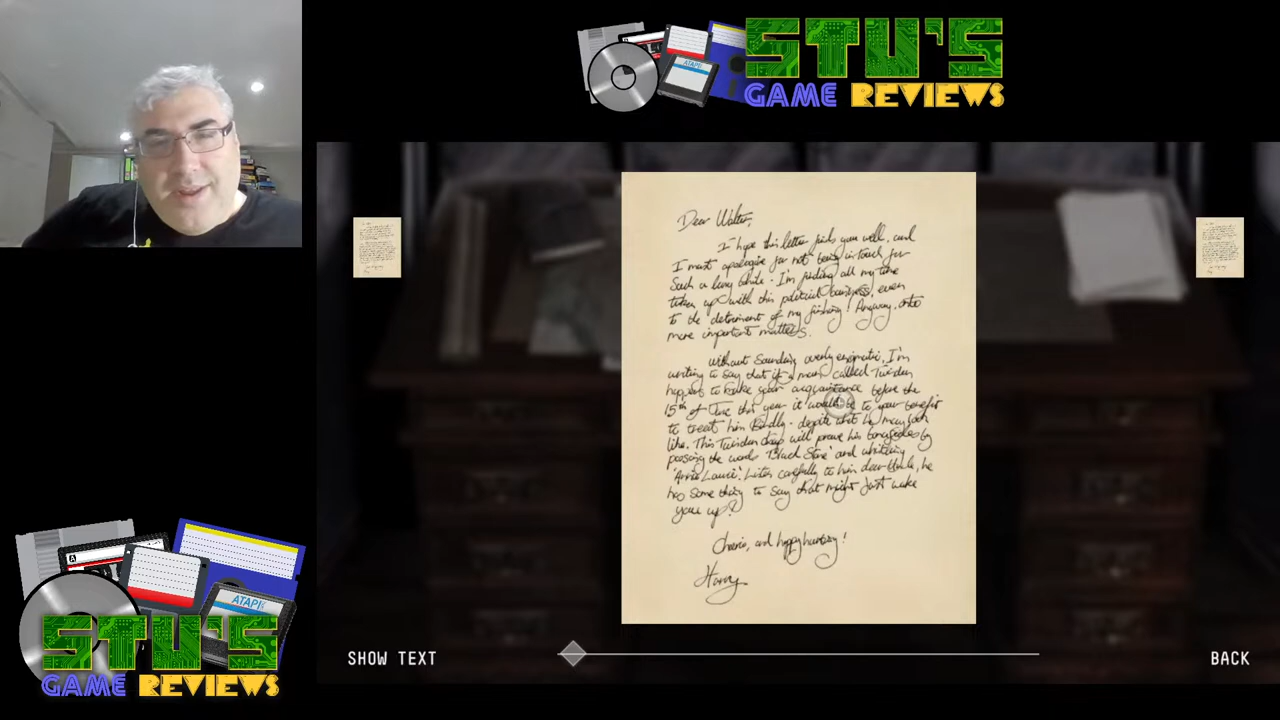 STU'S
GAME REVIEWS
Dear Walter,
I hope this letter finds you well, and
I must apologise for not being in touch for
such a long while. I'm finding all my time
taken up with this political business, even
to the detriment of my fishing! Anyway, onto
more important matters.
Without sounding overly enigmatic, I'm
writing to say that if a man called Twisdon
happens to make your acquaintance before the
15th of June this year it would be to your benefit
to treat him kindly - despite what he may look
like. This Twisdon chap will prove his bona fides by
passing the words 'Black Stone' and whistling
'Annie Laurie'. Listen carefully to him dear Uncle, he
has something to say that might just wake
you up!
Cheerio, and happy hunting!
Harry
SHOW TEXT
BACK
A
ATAPI
STU'S
GAME REVIEWS